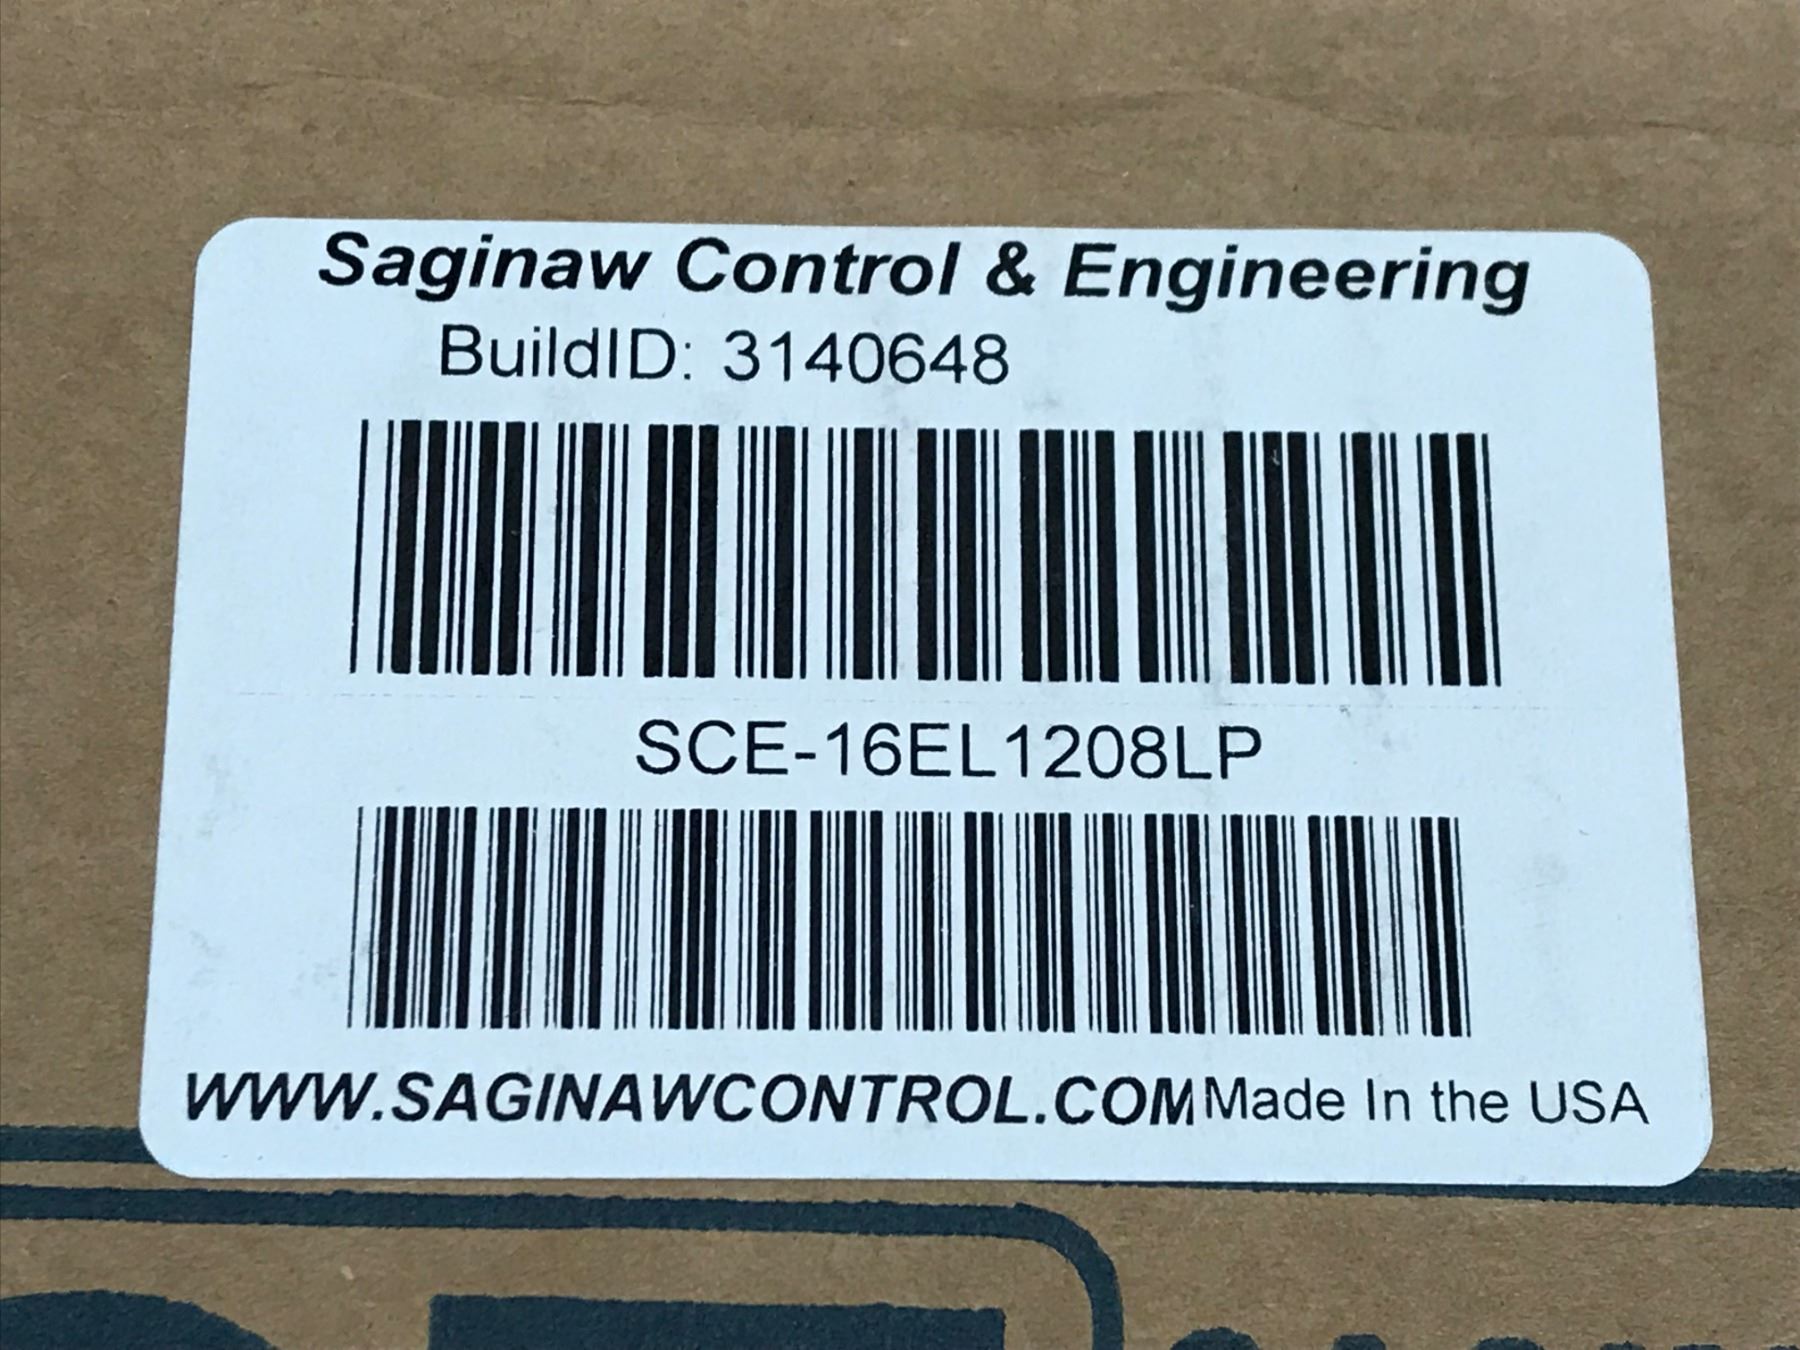 Saginaw Control & Engineering
BuildID: 3140648
SCE-16EL1208LP
WWW.SAGINAWCONTROL.COM Made In the USA